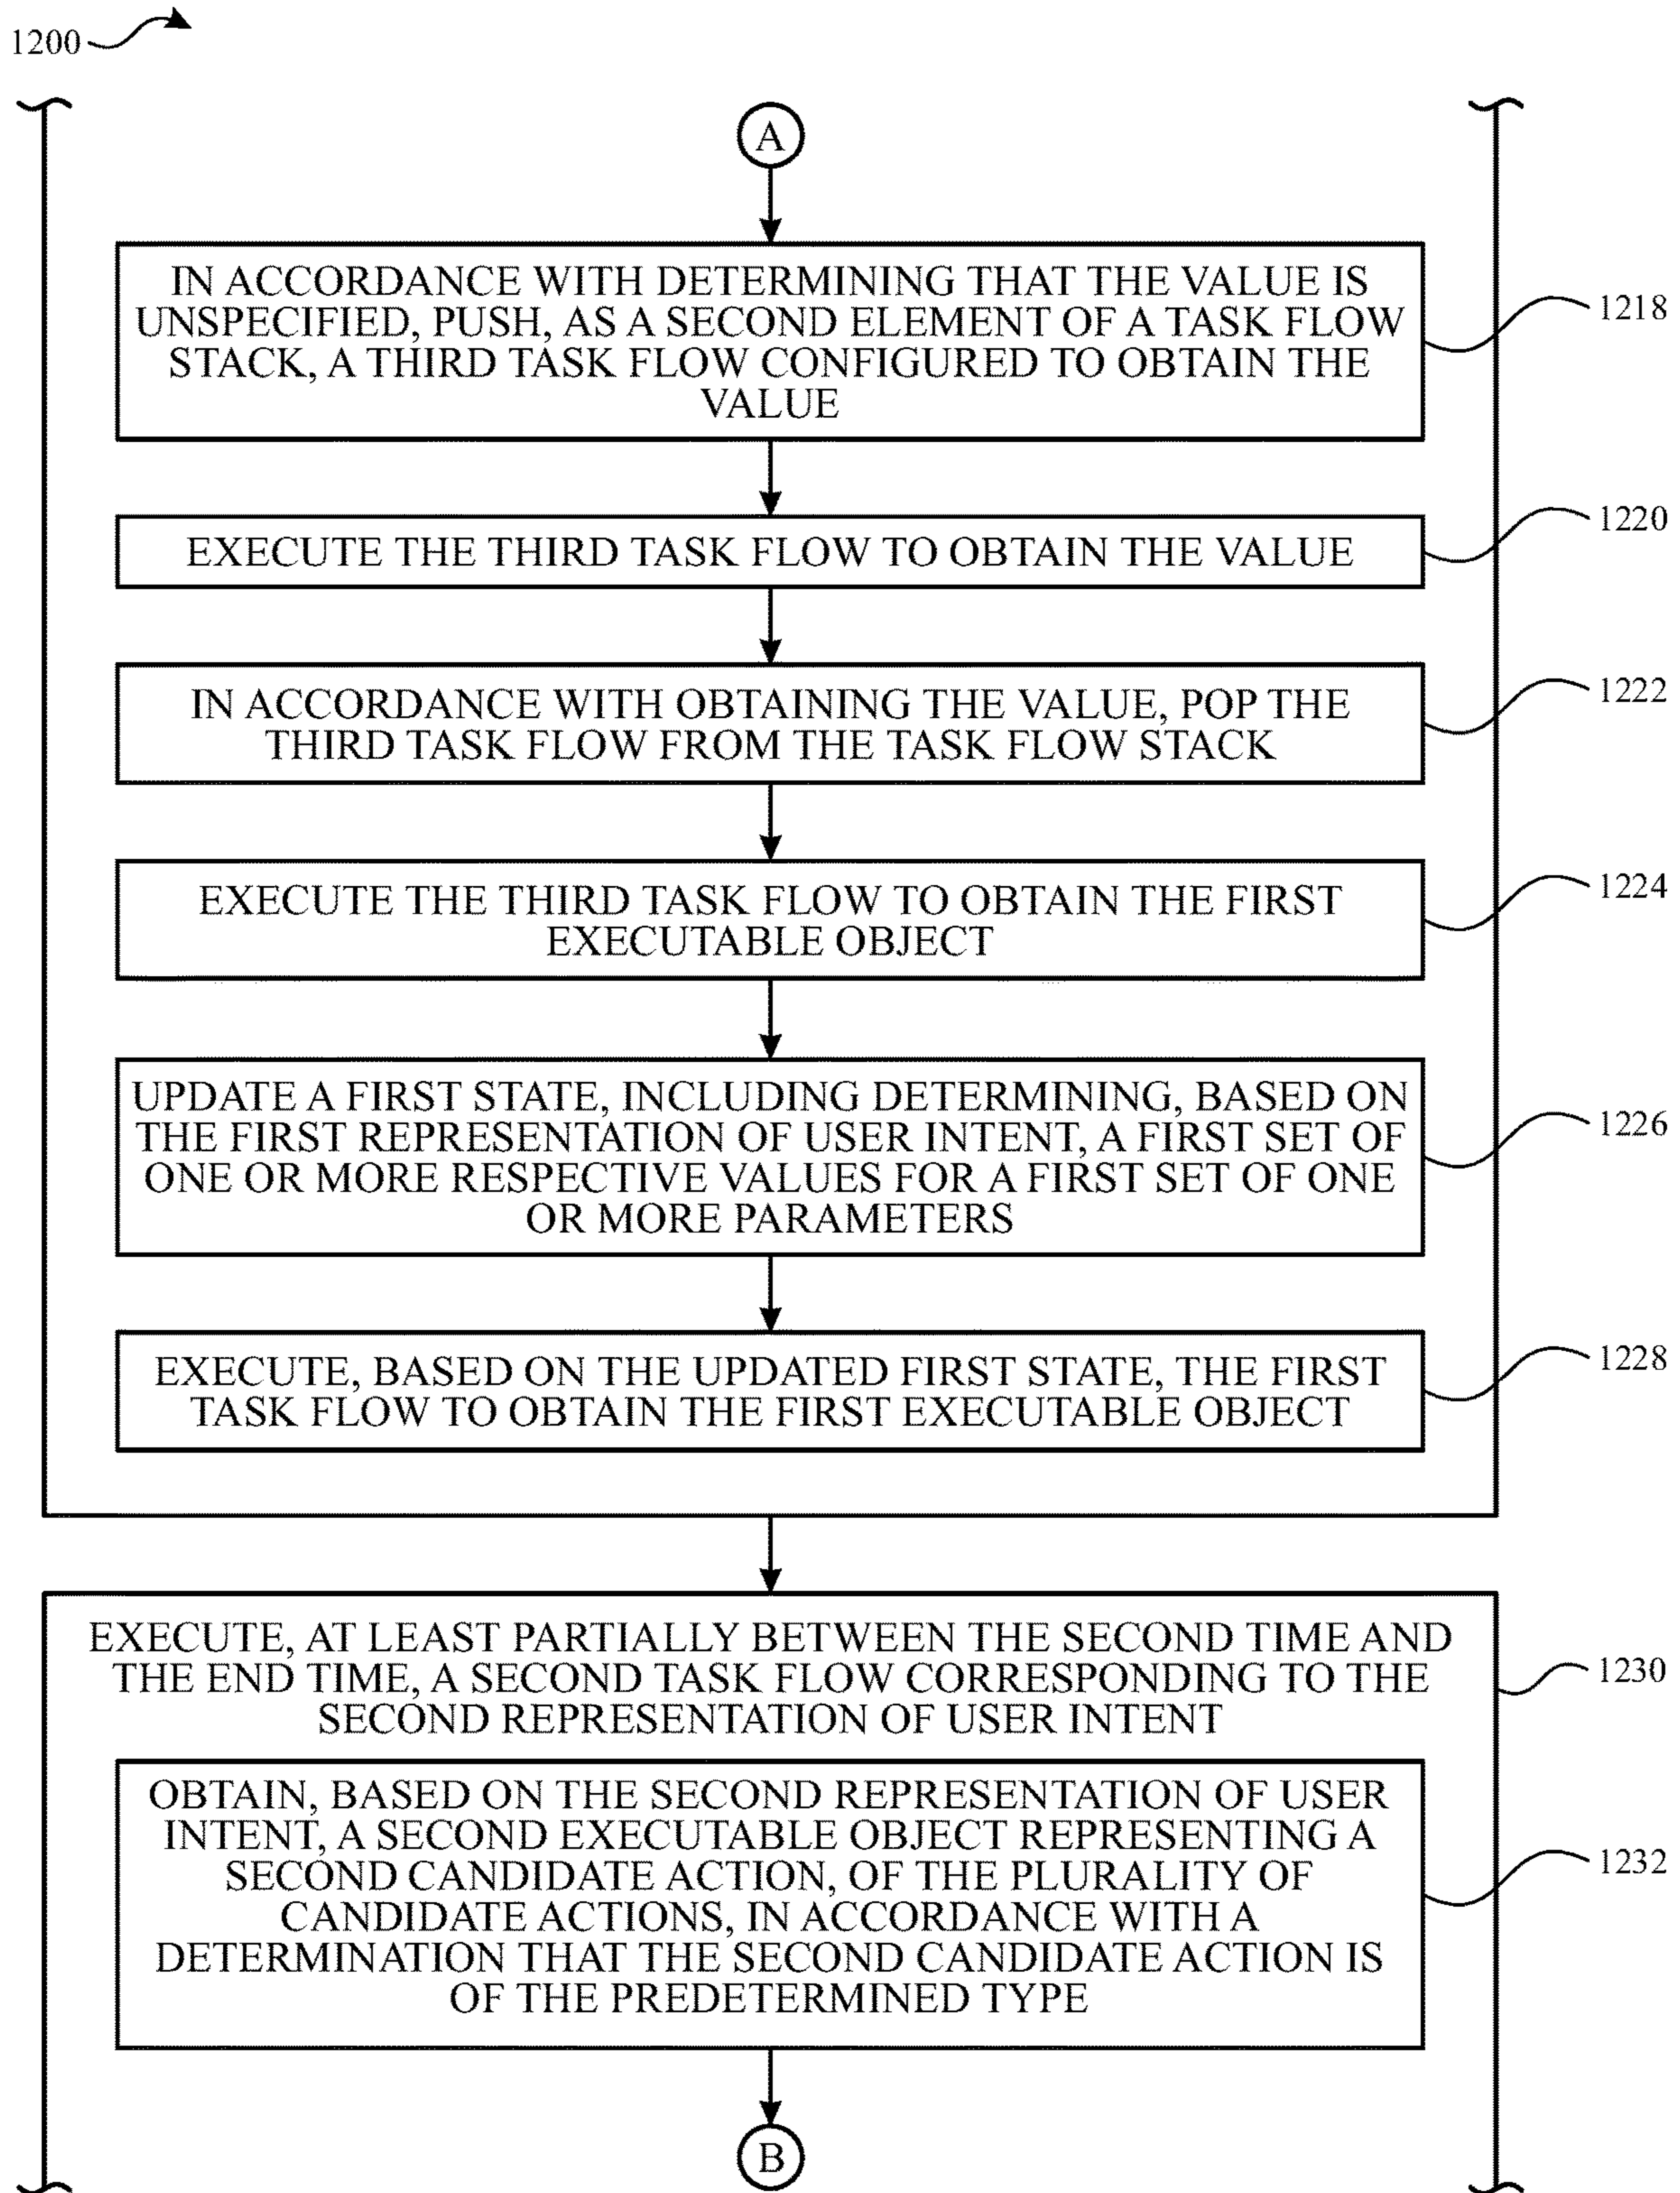 1200
A
IN ACCORDANCE WITH DETERMINING THAT THE VALUE IS
UNSPECIFIED, PUSH, AS A SECOND ELEMENT OF A TASK FLOW
STACK, A THIRD TASK FLOW CONFIGURED TO OBTAIN THE
VALUE
1218
EXECUTE THE THIRD TASK FLOW TO OBTAIN THE VALUE
1220
IN ACCORDANCE WITH OBTAINING THE VALUE, POP THE
THIRD TASK FLOW FROM THE TASK FLOW STACK
1222
EXECUTE THE THIRD TASK FLOW TO OBTAIN THE FIRST
EXECUTABLE OBJECT
1224
UPDATE A FIRST STATE, INCLUDING DETERMINING, BASED ON
THE FIRST REPRESENTATION OF USER INTENT, A FIRST SET OF
ONE OR MORE RESPECTIVE VALUES FOR A FIRST SET OF ONE
OR MORE PARAMETERS
1226
EXECUTE, BASED ON THE UPDATED FIRST STATE, THE FIRST
TASK FLOW TO OBTAIN THE FIRST EXECUTABLE OBJECT
1228
EXECUTE, AT LEAST PARTIALLY BETWEEN THE SECOND TIME AND
THE END TIME, A SECOND TASK FLOW CORRESPONDING TO THE
SECOND REPRESENTATION OF USER INTENT
1230
OBTAIN, BASED ON THE SECOND REPRESENTATION OF USER
INTENT, A SECOND EXECUTABLE OBJECT REPRESENTING A
SECOND CANDIDATE ACTION, OF THE PLURALITY OF
CANDIDATE ACTIONS, IN ACCORDANCE WITH A
DETERMINATION THAT THE SECOND CANDIDATE ACTION IS
OF THE PREDETERMINED TYPE
1232
B